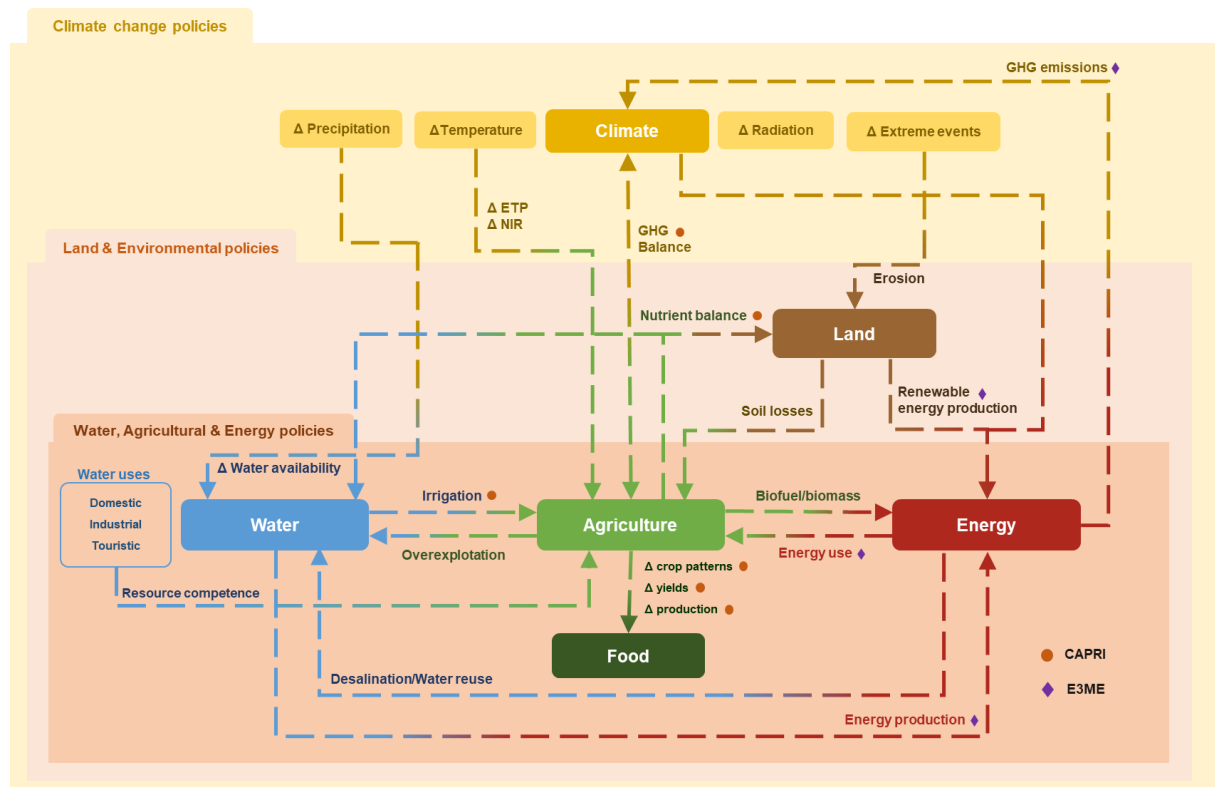 Climate change policies
GHG emissions
Δ Precipitation
ΔTemperature
Climate
Δ Radiation
Δ Extreme events
Δ ETP
Δ NIR
GHG
Balance
Land & Environmental policies
Erosion
Nutrient balance
Land
Renewable
energy production
Soil losses
Water, Agricultural & Energy policies
Δ Water availability
Water uses
Domestic
Industrial
Touristic
Irrigation
Biofuel/biomass
Water
Agriculture
Energy
Overexplotation
Energy use
Δ crop patterns
Δ yields
Δ production
Resource competence
Food
CAPRI
Desalination/Water reuse
E3ME
Energy production